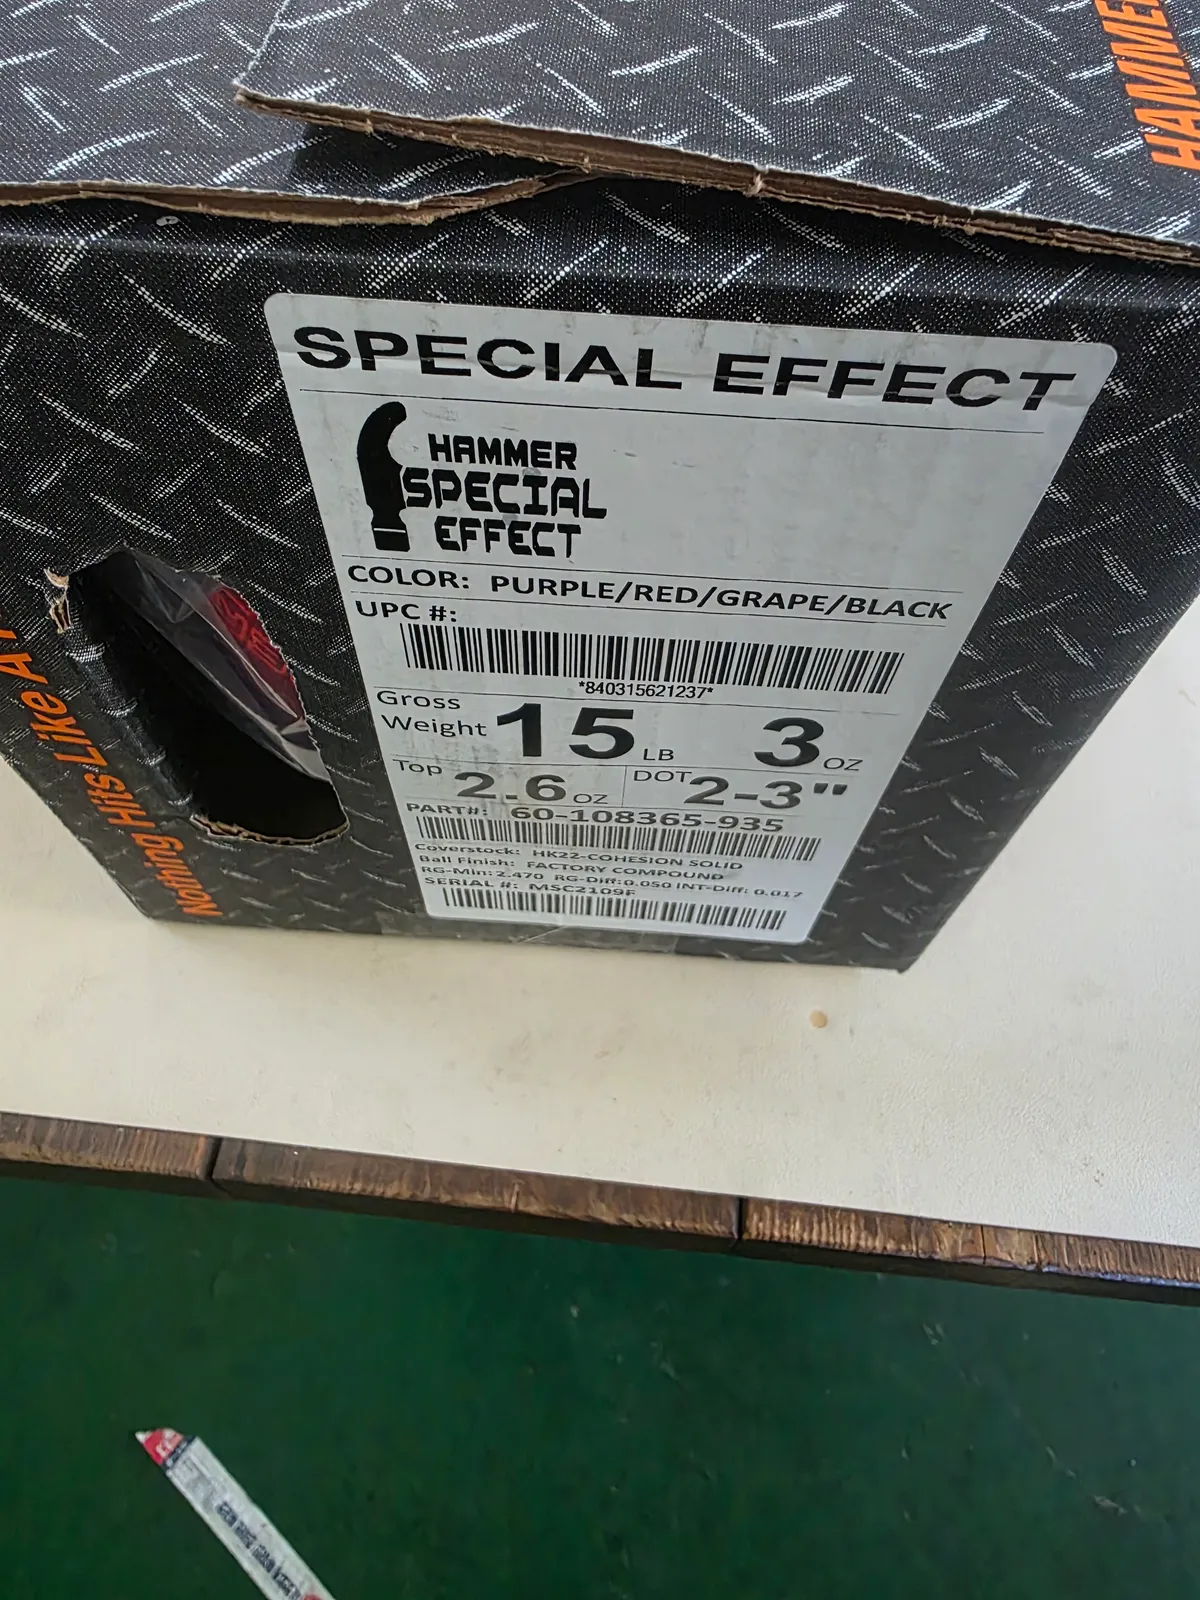 HAMME
SPECIAL EFFECT
HAMMER
SPECIAL
EFFECT
COLOR: PURPLE/RED/GRAPE/BLACK
UPC #:
*840315621237*
Gross Weight 15 LB 3 OZ
Top 2.6 OZ DOT 2-3"
PART#: 60-108365-935
Coverstock: HK22-COHESION SOLID
Ball Finish: FACTORY COMPOUND
RG-Min: 2.470 RG-Diff: 0.050 INT-Diff: 0.017
SERIAL #: MSC2109F
Nothing Hits Like A